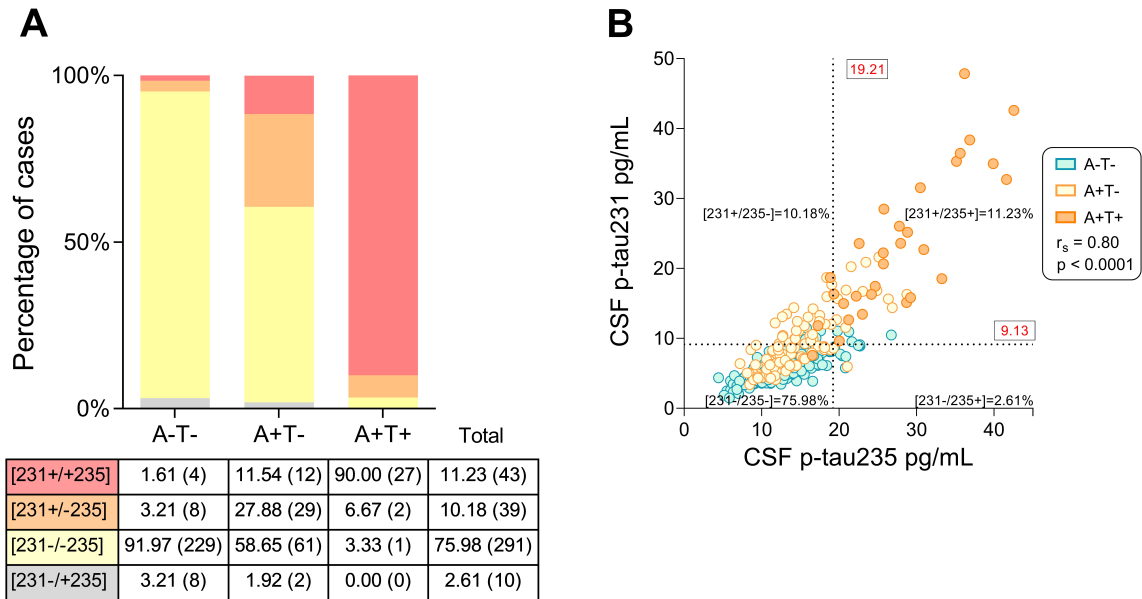 A
100%
50%
0%
Percentage of cases
A-T-
A+T-
A+T+
Total
[231+/+235] 1.61 (4) 11.54 (12) 90.00 (27) 11.23 (43)
[231+/-235] 3.21 (8) 27.88 (29) 6.67 (2) 10.18 (39)
[231-/-235] 91.97 (229) 58.65 (61) 3.33 (1) 75.98 (291)
[231-/+235] 3.21 (8) 1.92 (2) 0.00 (0) 2.61 (10)
B
50
40
30
20
10
0
CSF p-tau231 pg/mL
19.21
[231+/235-]=10.18%
[231+/235+]=11.23%
9.13
[231-/235-]=75.98%
[231-/235+]=2.61%
0 10 20 30 40
CSF p-tau235 pg/mL
A-T-
A+T-
A+T+
rs = 0.80
p < 0.0001